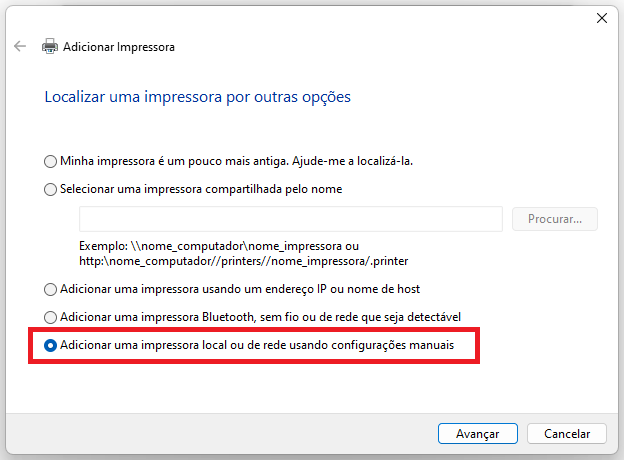 Adicionar Impressora
Localizar uma impressora por outras opções
Minha impressora é um pouco mais antiga. Ajude-me a localizá-la.
Selecionar uma impressora compartilhada pelo nome
Procurar...
Exemplo: \\nome_computador\nome_impressora ou
http:\nome_computador//printers//nome_impressora/.printer
Adicionar uma impressora usando um endereço IP ou nome de host
Adicionar uma impressora Bluetooth, sem fio ou de rede que seja detectável
Adicionar uma impressora local ou de rede usando configurações manuais
Avançar
Cancelar